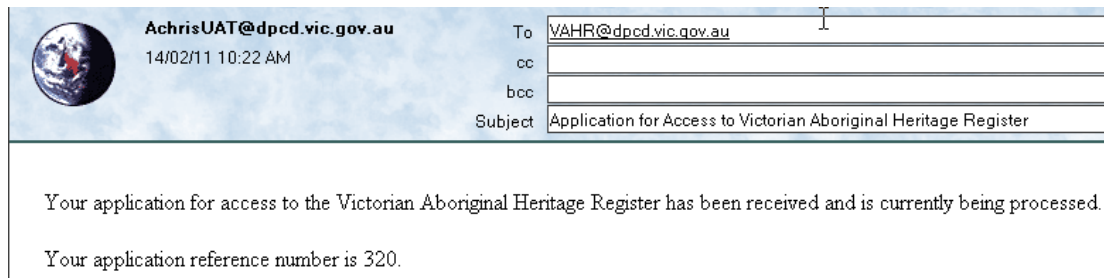 AchrisUAT@dpcd.vic.gov.au
14/02/11 10:22 AM
To VAHR@dpcd.vic.gov.au
cc
bcc
Subject Application for Access to Victorian Aboriginal Heritage Register
Your application for access to the Victorian Aboriginal Heritage Register has been received and is currently being processed.
Your application reference number is 320.